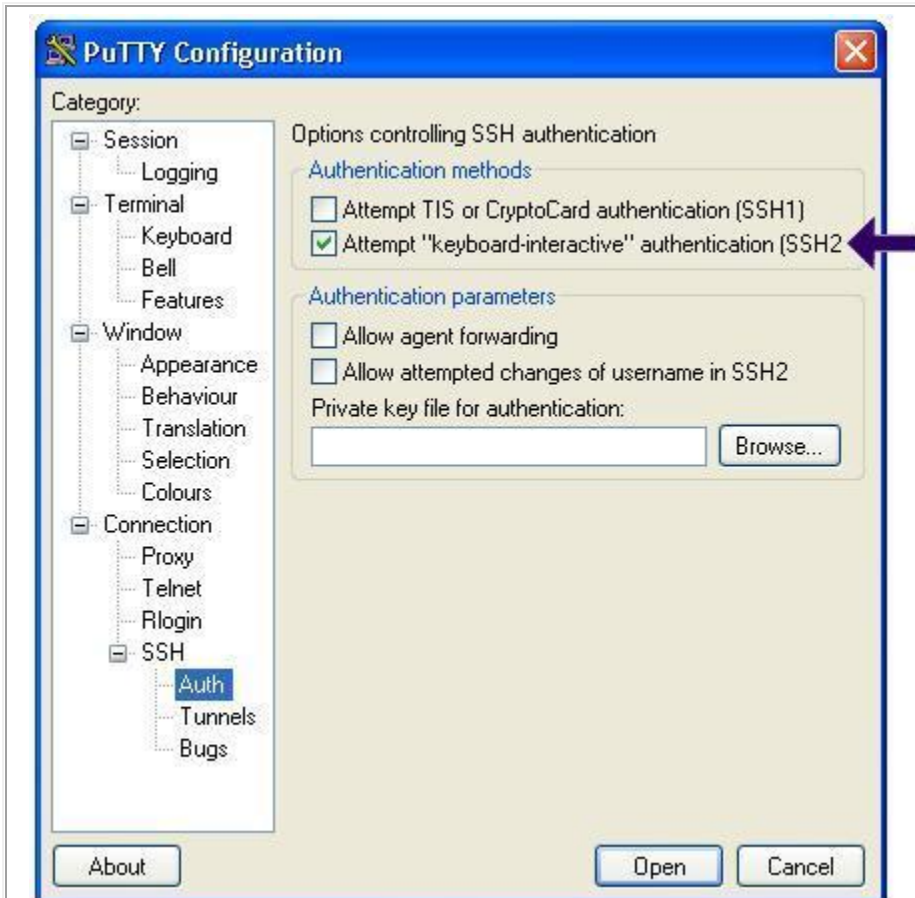 PuTTY Configuration
Category:
Session
Logging
Terminal
Keyboard
Bell
Features
Window
Appearance
Behaviour
Translation
Selection
Colours
Connection
Proxy
Telnet
Rlogin
SSH
Auth
Tunnels
Bugs
Options controlling SSH authentication
Authentication methods
Attempt TIS or CryptoCard authentication (SSH1)
Attempt "keyboard-interactive" authentication (SSH2
Authentication parameters
Allow agent forwarding
Allow attempted changes of username in SSH2
Private key file for authentication:
Browse...
About
Open
Cancel